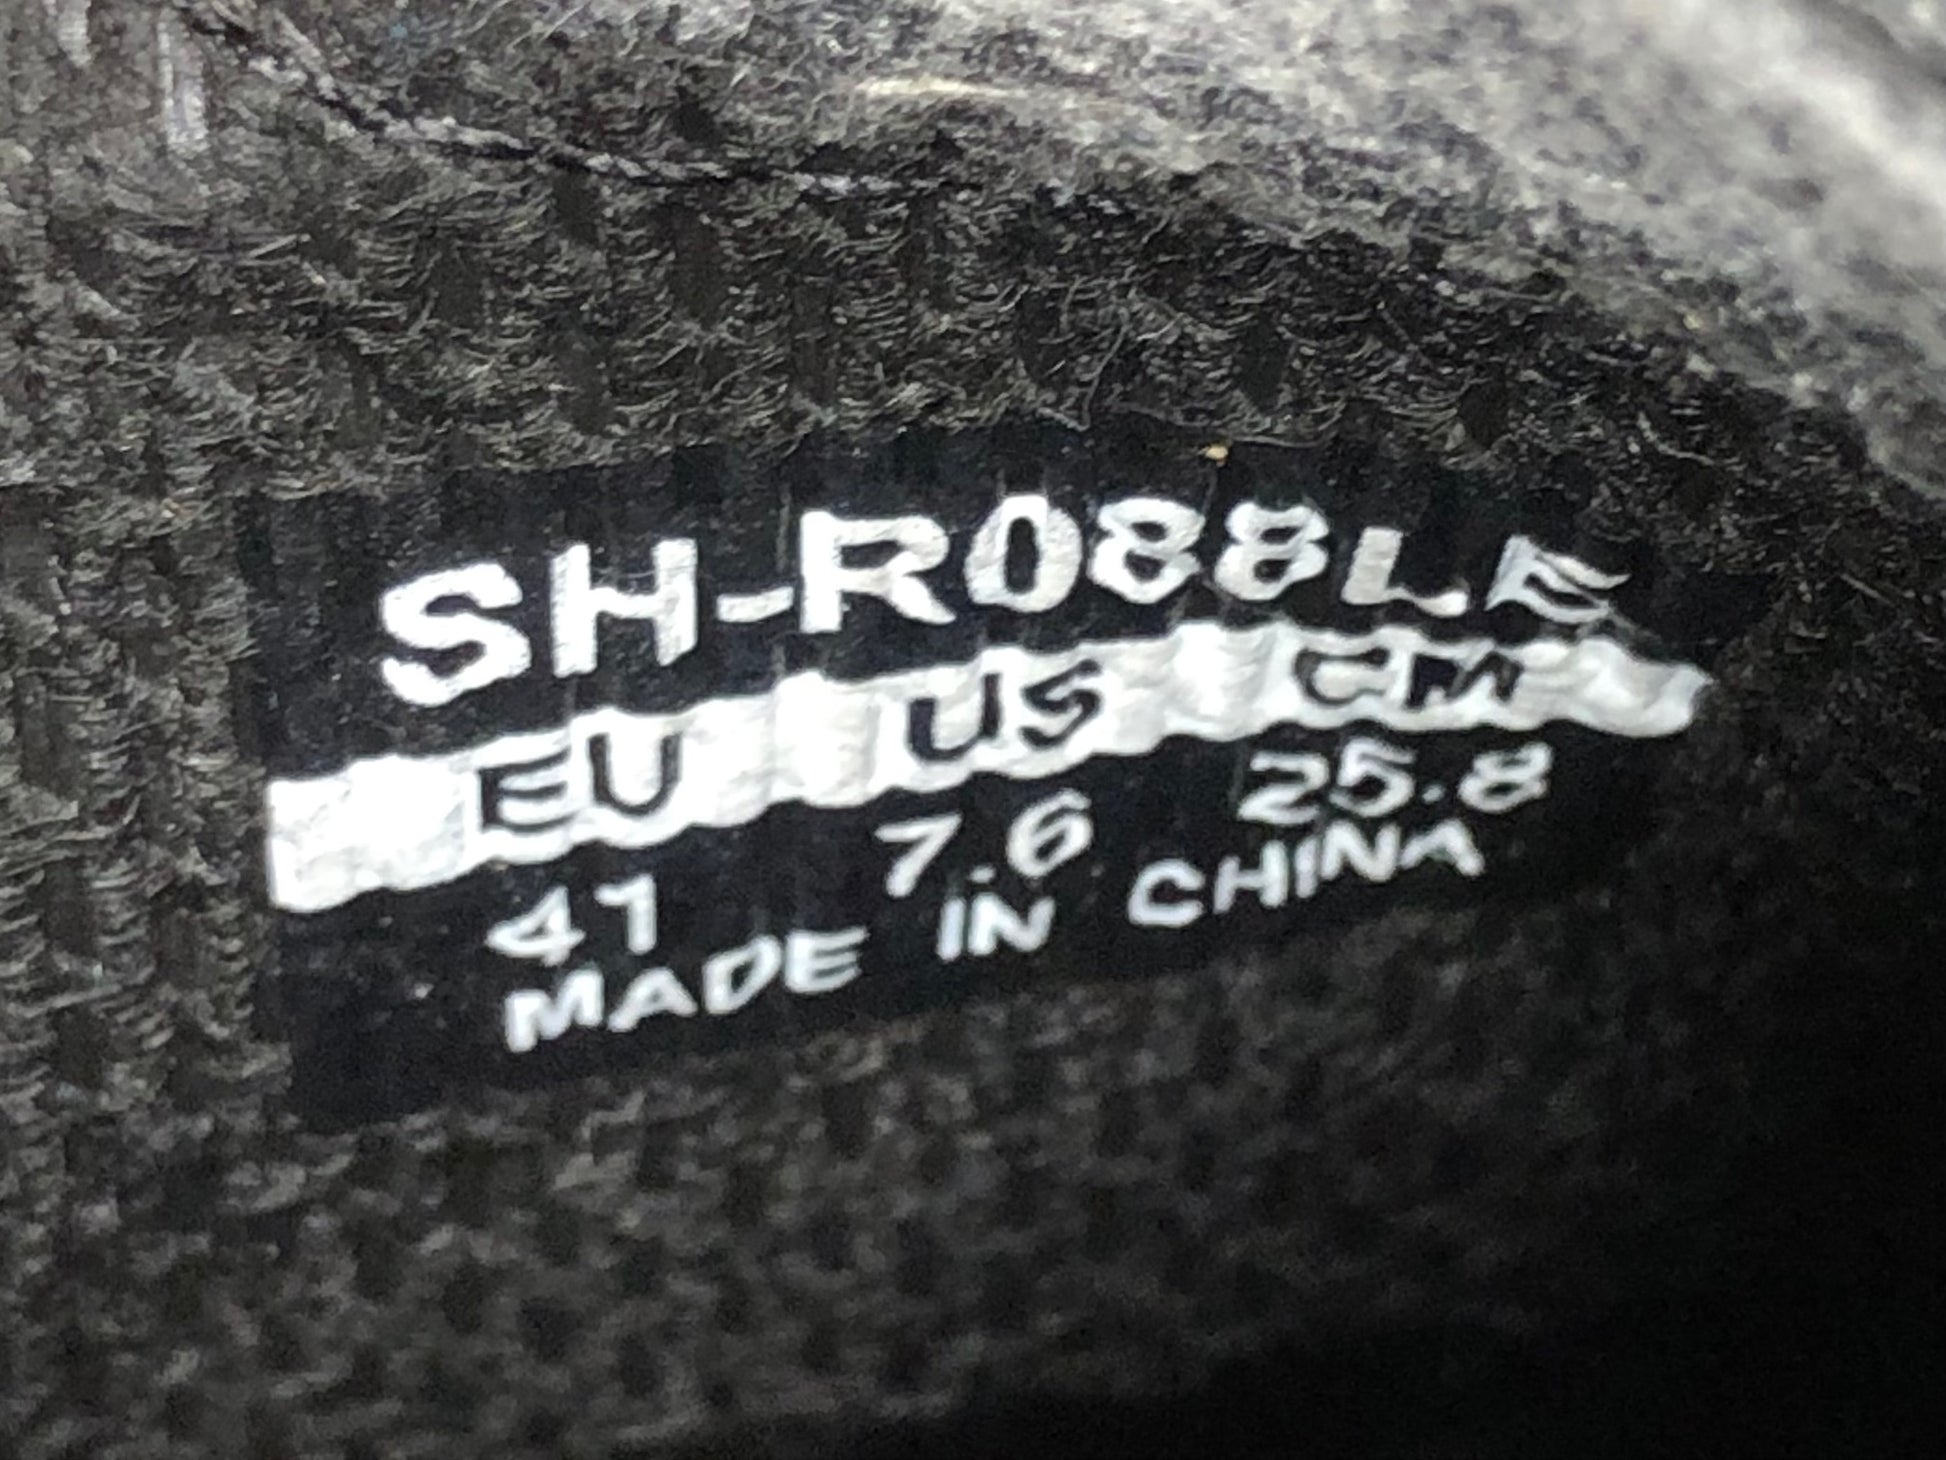 SH-R088LE
EU US CM
41 7.6 25.8
MADE IN CHINA